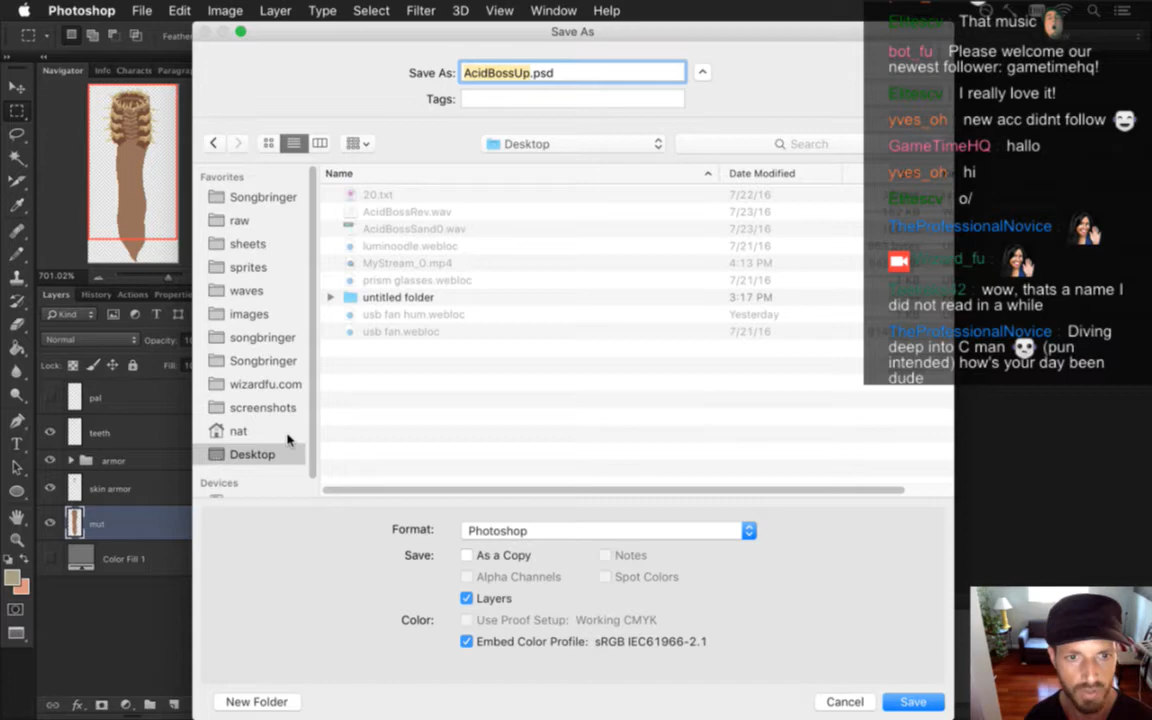 Photoshop File Edit Image Layer Type Select Filter 3D View Window Help
Feather
Save As
Navigator Info Characte Paragrap
Save As: AcidBossUp.psd
Tags:
Desktop
Search
Favorites
Songbringer
raw
sheets
sprites
waves
images
songbringer
Songbringer
wizardfu.com
screenshots
nat
Desktop
Devices
Name Date Modified
20.txt 7/22/16
AcidBossRev.wav 7/23/16
AcidBossSand0.wav 7/23/16
luminoodle.webloc 7/21/16
MyStream_0.mp4 4:13 PM
prism glasses.webloc 7/21/16
untitled folder 3:17 PM
usb fan hum.webloc Yesterday
usb fan.webloc 7/21/16
701.02%
Layers History Actions Properties
Kind
Normal Opacity:
Lock: Fill:
pal
teeth
armor
skin armor
mut
Color Fill 1
fx
Format: Photoshop
Save: As a Copy Notes
Alpha Channels Spot Colors
Layers
Color: Use Proof Setup: Working CMYK
Embed Color Profile: sRGB IEC61966-2.1
New Folder Cancel Save
Elitescv That music
bot_fu Please welcome our
newest follower: gametimehq!
Elitescv I really love it!
yves_oh new acc didnt follow
GameTimeHQ hallo
yves_oh hi
Elitescv o/
TheProfessionalNovice
wow, thats a name I
did not read in a while
TheProfessionalNovice Diving
deep into C man (pun
intended) how's your day been
dude